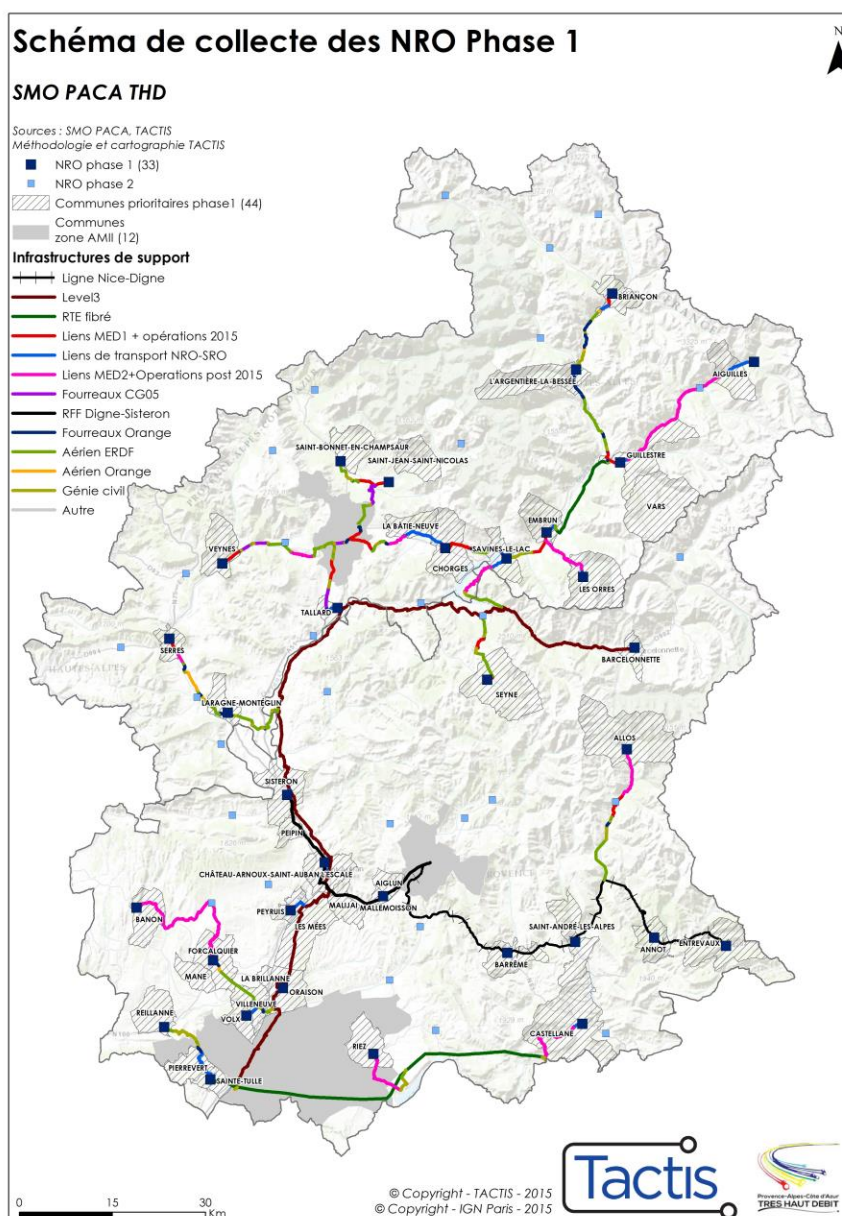 Schéma de collecte des NRO Phase 1
N
SMO PACA THD
Sources : SMO PACA, TACTIS
Méthodologie et cartographie TACTIS
NRO phase 1 (33)
NRO phase 2
Communes prioritaires phase1 (44)
Communes
zone AMII (12)
Infrastructures de support
Ligne Nice-Digne
Level3
RTE fibré
Liens MED1 + opérations 2015
Liens de transport NRO-SRO
Liens MED2+Operations post 2015
Fourreaux CG05
RFF Digne-Sisteron
Fourreaux Orange
Aérien ERDF
Aérien Orange
Génie civil
Autre
BRIANÇON
AIGUILLES
L'ARGENTIÈRE-LA-BESSÉE
SAINT-BONNET-EN-CHAMPSAUR
SAINT-JEAN-SAINT-NICOLAS
GUILLESTRE
VARS
EMBRUN
LA BÂTIE-NEUVE
SAVINES-LE-LAC
VEYNES
CHORGES
LES ORRES
TALLARD
SERRES
BARCELONNETTE
SEYNE
LARAGNE-MONTÉGLIN
ALLOS
SISTERON
PEIPIN
CHÂTEAU-ARNOUX-SAINT-AUBAN
L'ESCALE
AIGLUN
MALIJAI
MALLEMOISSON
PEYRUIS
BANON
LES MÉES
SAINT-ANDRÉ-LES-ALPES
ANNOT
ENTREVAUX
FORCALQUIER
BARRÊME
MANE
LA BRILLANNE
ORAISON
VILLENEUVE
REILLANNE
VOLX
CASTELLANE
RIEZ
PIERREVERT
SAINTE-TULLE
0
15
30
Km
© Copyright - TACTIS - 2015
© Copyright - IGN Paris - 2015
Tactis
Provence-Alpes-Côte d'Azur
TRES HAUT DEBIT